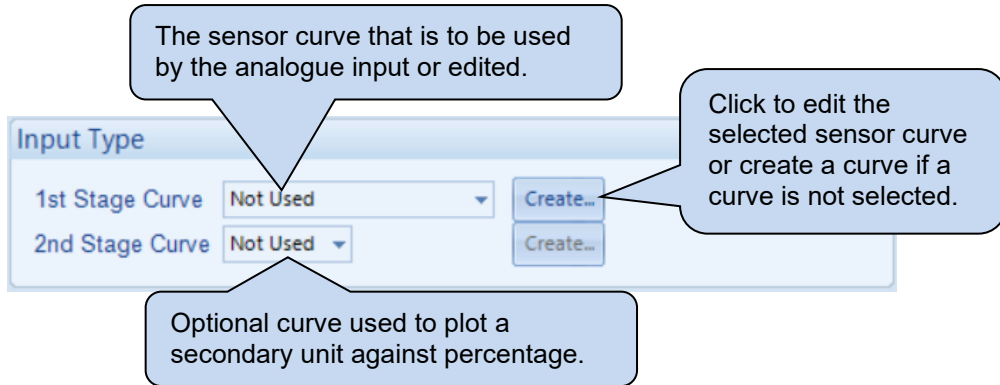 The sensor curve that is to be used
by the analogue input or edited.
Click to edit the
selected sensor curve
or create a curve if a
curve is not selected.
Input Type
1st Stage Curve Not Used Create...
2nd Stage Curve Not Used Create...
Optional curve used to plot a
secondary unit against percentage.